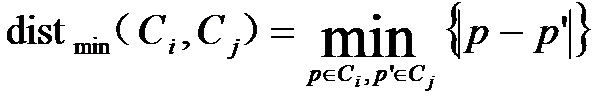 dist_min(C_i, C_j) = min_{p∈C_i, p'∈C_j} {|p − p'|}